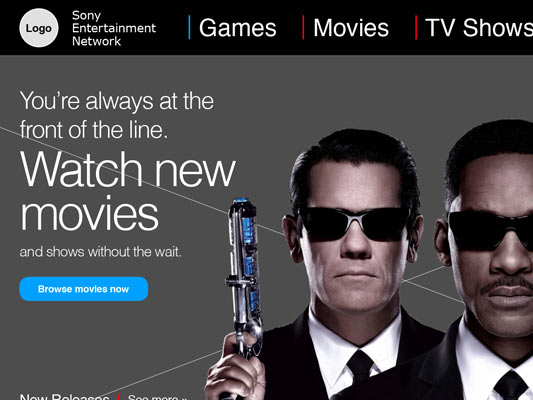 Logo
Sony
Entertainment
Network
Games
Movies
TV Shows
You’re always at the
front of the line.
Watch new
movies
and shows without the wait.
Browse movies now
New Releases
See more »